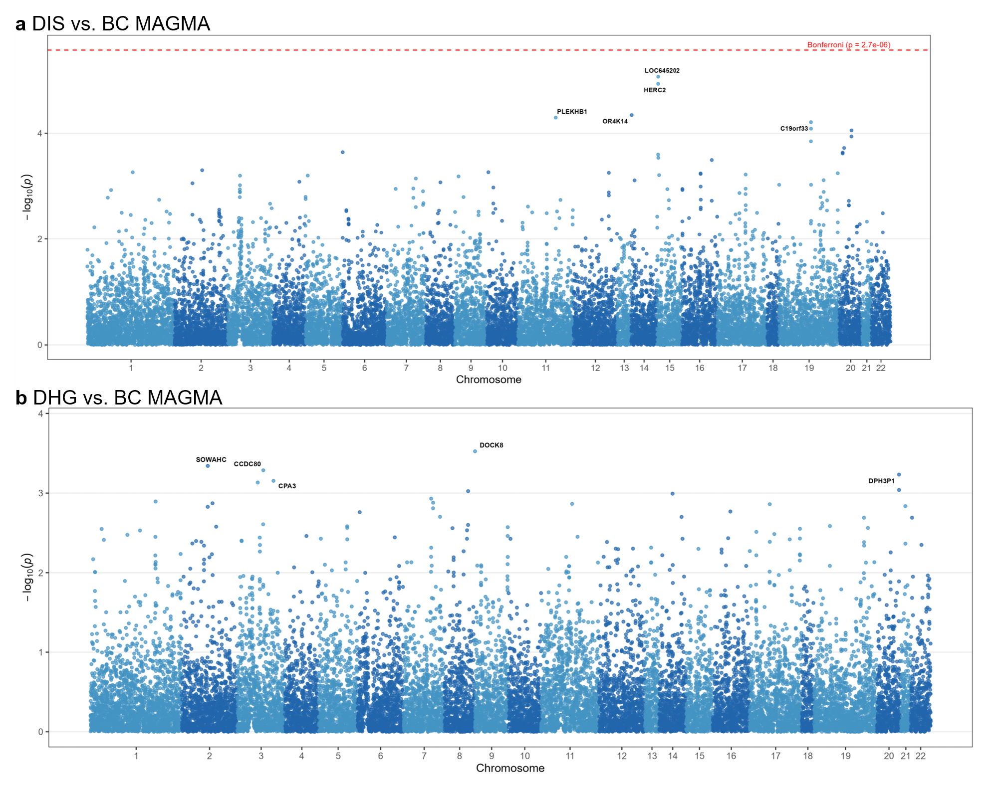 a DIS vs. BC MAGMA
Bonferroni (p = 2.7e-06)
LOC645202
HERC2
PLEKHB1
OR4K14
C19orf33
4
2
0
− log10(p)
1 2 3 4 5 6 7 8 9 10 11 12 13 14 15 16 17 18 19 20 21 22
Chromosome
b DHG vs. BC MAGMA
4
DOCK8
SOWAHC
CCDC80
CPA3
DPH3P1
3
2
1
0
− log10(p)
1 2 3 4 5 6 7 8 9 10 11 12 13 14 15 16 17 18 19 20 21 22
Chromosome